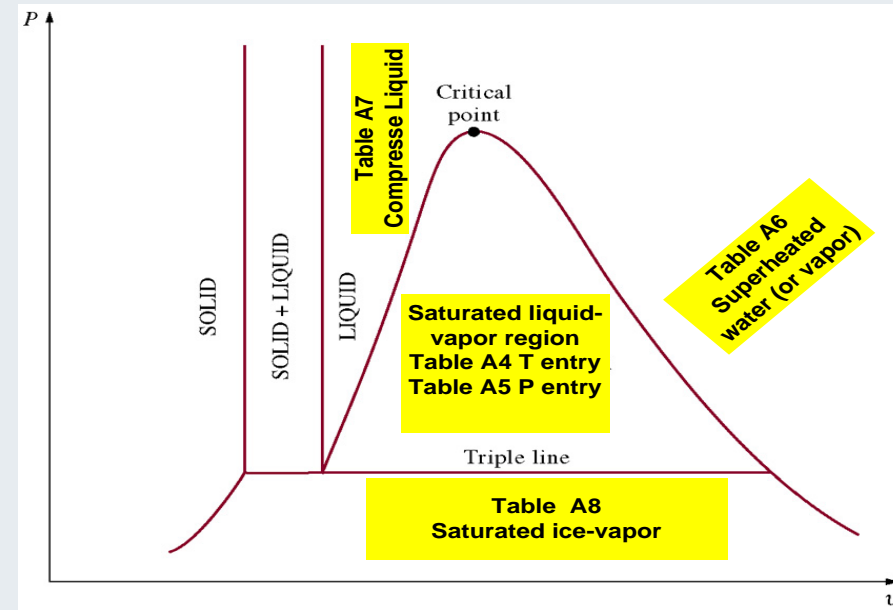 P
Table A7
Compresse Liquid
Critical
point
Table A6
Superheated
water (or vapor)
SOLID
SOLID + LIQUID
LIQUID
Saturated liquid-
vapor region
Table A4 T entry
Table A5 P entry
Triple line
Table A8
Saturated ice-vapor
v